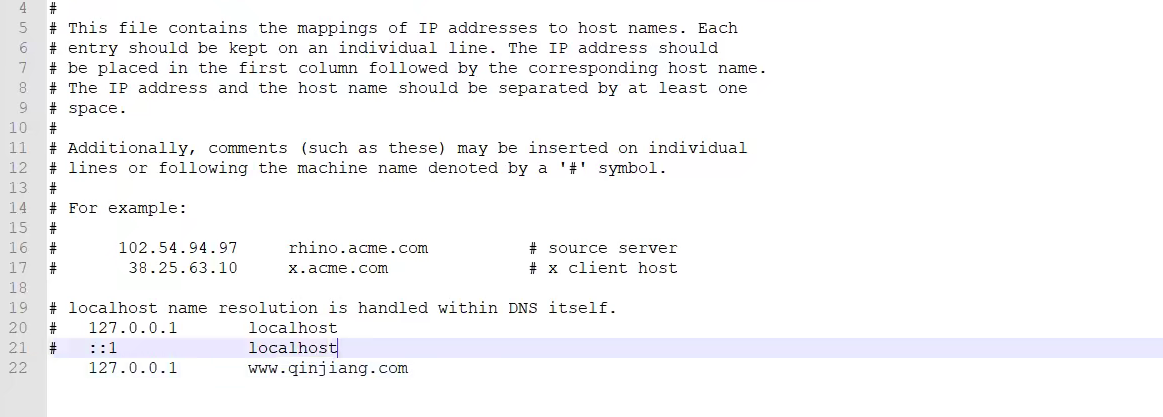 4 #
5 # This file contains the mappings of IP addresses to host names. Each
6 # entry should be kept on an individual line. The IP address should
7 # be placed in the first column followed by the corresponding host name.
8 # The IP address and the host name should be separated by at least one
9 # space.
10 #
11 # Additionally, comments (such as these) may be inserted on individual
12 # lines or following the machine name denoted by a '#' symbol.
13 #
14 # For example:
15 #
16 #      102.54.94.97     rhino.acme.com          # source server
17 #       38.25.63.10     x.acme.com              # x client host
18
19 # localhost name resolution is handled within DNS itself.
20 #   127.0.0.1       localhost
21 #   ::1             localhost
22     127.0.0.1       www.qinjiang.com